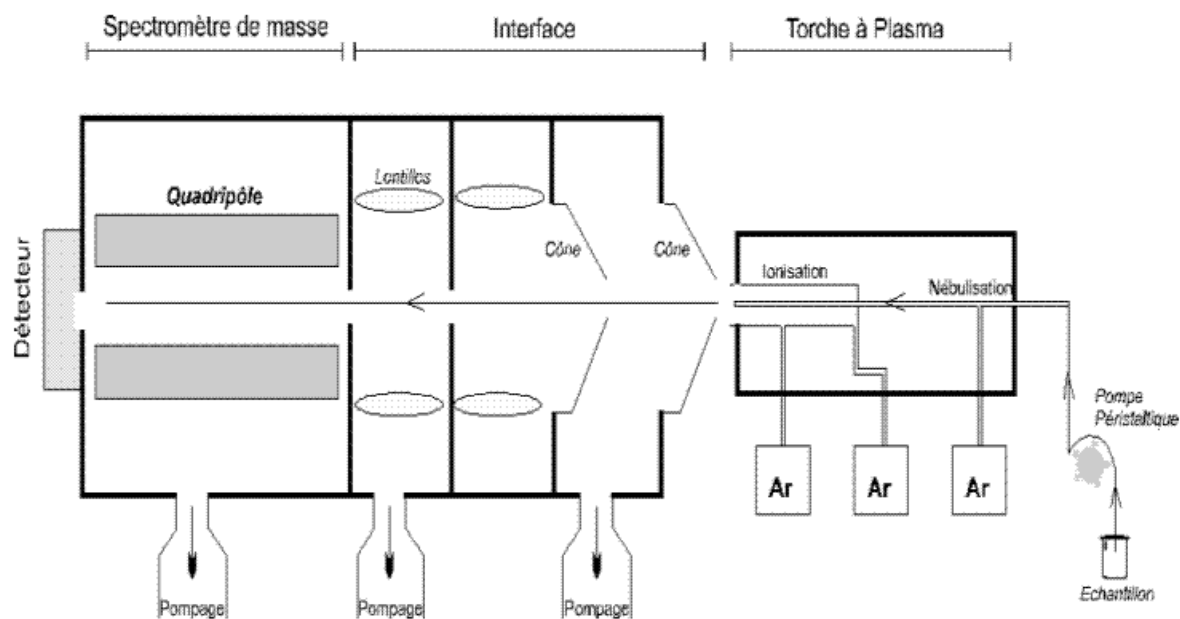 Spectromètre de masse
Interface
Torche à Plasma
Quadripôle
Lentilles
Cône
Cône
Ionisation
Nébulisation
Détecteur
Pompe
Péristaltique
Ar
Ar
Ar
Echantillon
Pompage
Pompage
Pompage